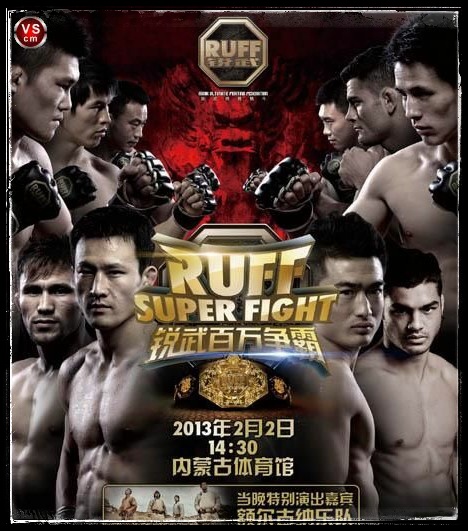 VS
cm
RUFF
锐武
RUFF
SUPER FIGHT
锐武百万争霸
2013年2月2日
14:30
内蒙古体育馆
当晚特别演出嘉宾
额尔古纳乐队